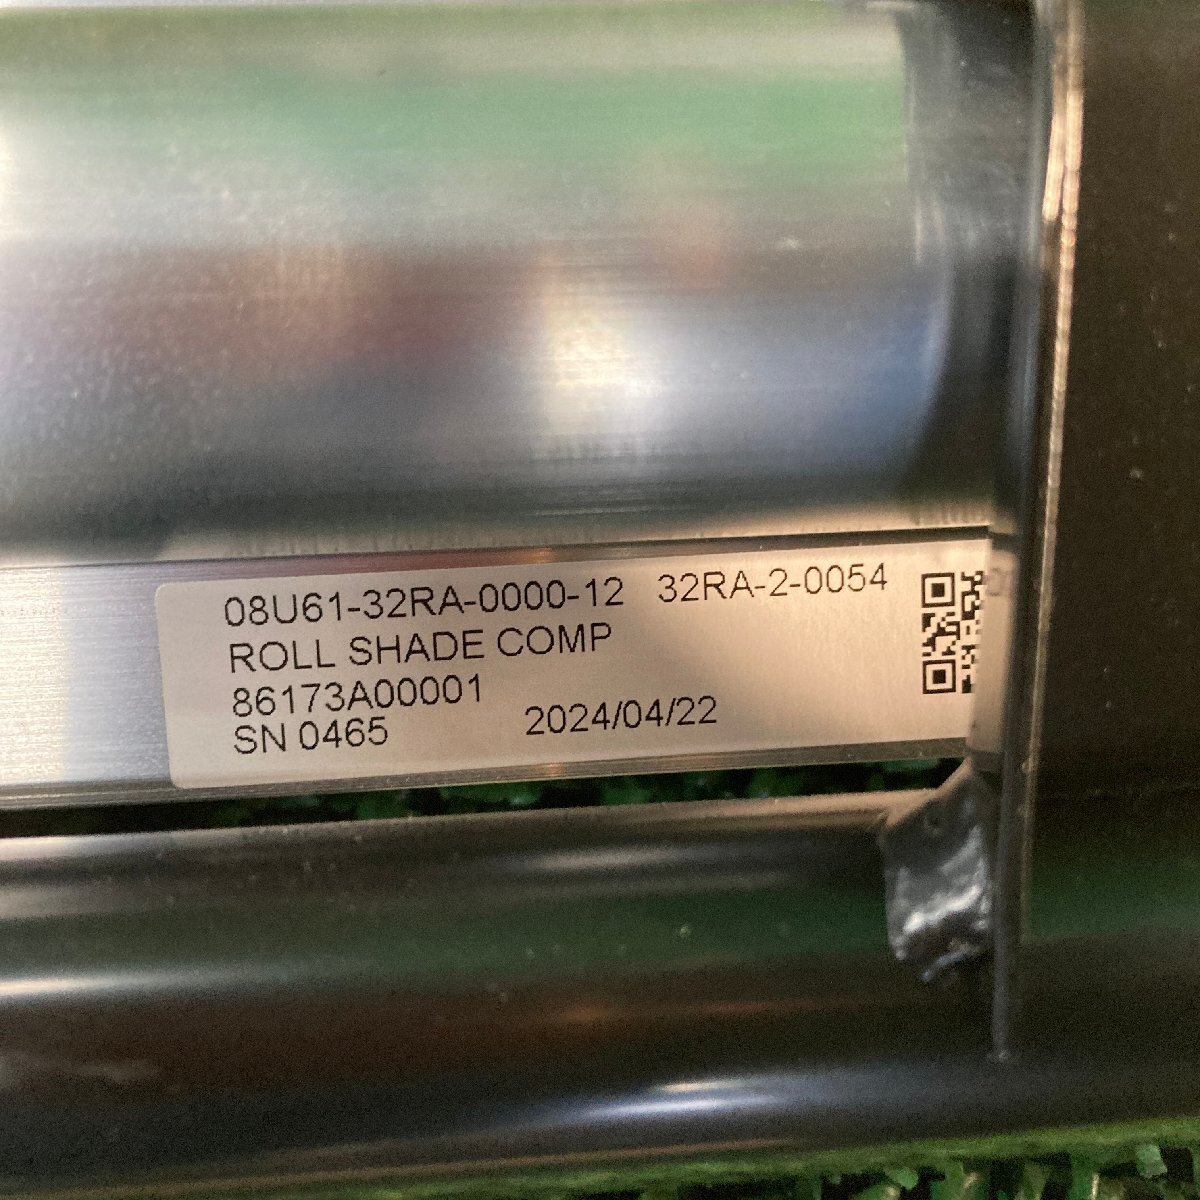 08U61-32RA-0000-12 32RA-2-0054
ROLL SHADE COMP
86173A00001
SN 0465 2024/04/22